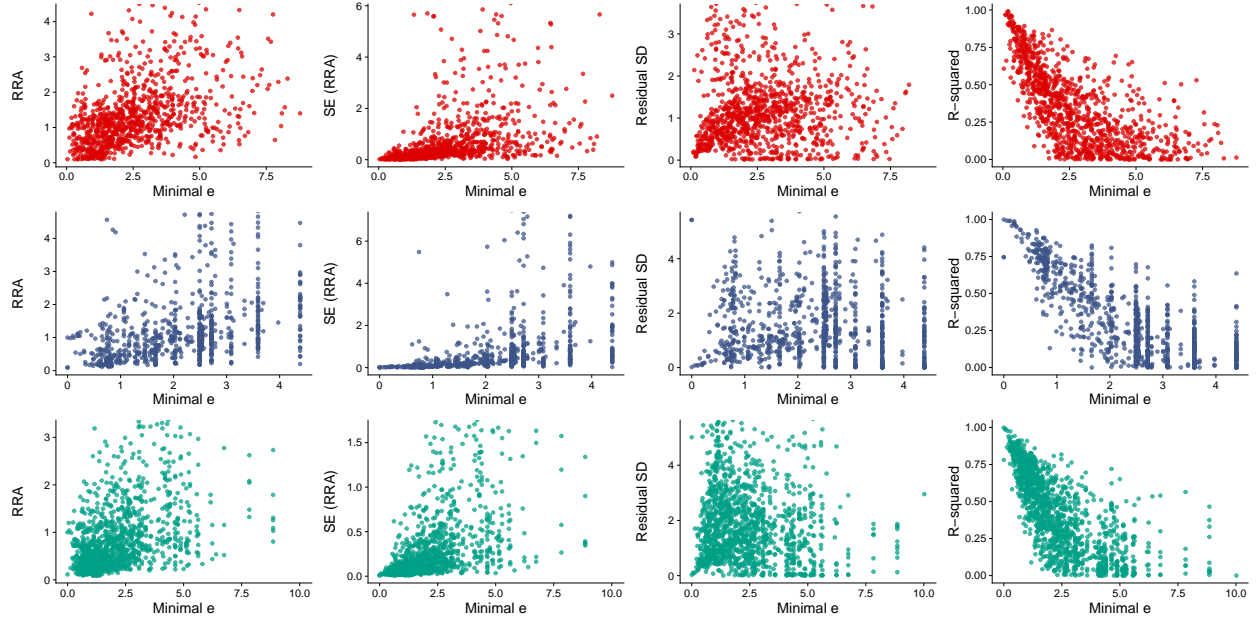 RRA
4
3
2
1
0
0.0 2.5 5.0 7.5
Minimal e
SE (RRA)
6
4
2
0
0.0 2.5 5.0 7.5
Minimal e
Residual SD
3
2
1
0
0.0 2.5 5.0 7.5
Minimal e
R−squared
1.00
0.75
0.50
0.25
0.00
0.0 2.5 5.0 7.5
Minimal e
RRA
4
3
2
1
0
0 1 2 3 4
Minimal e
SE (RRA)
6
4
2
0
0 1 2 3 4
Minimal e
Residual SD
4
2
0
0 1 2 3 4
Minimal e
R−squared
1.00
0.75
0.50
0.25
0.00
0 1 2 3 4
Minimal e
RRA
3
2
1
0
0.0 2.5 5.0 7.5 10.0
Minimal e
SE (RRA)
1.5
1.0
0.5
0.0
0.0 2.5 5.0 7.5 10.0
Minimal e
Residual SD
4
2
0
0.0 2.5 5.0 7.5 10.0
Minimal e
R−squared
1.00
0.75
0.50
0.25
0.00
0.0 2.5 5.0 7.5 10.0
Minimal e